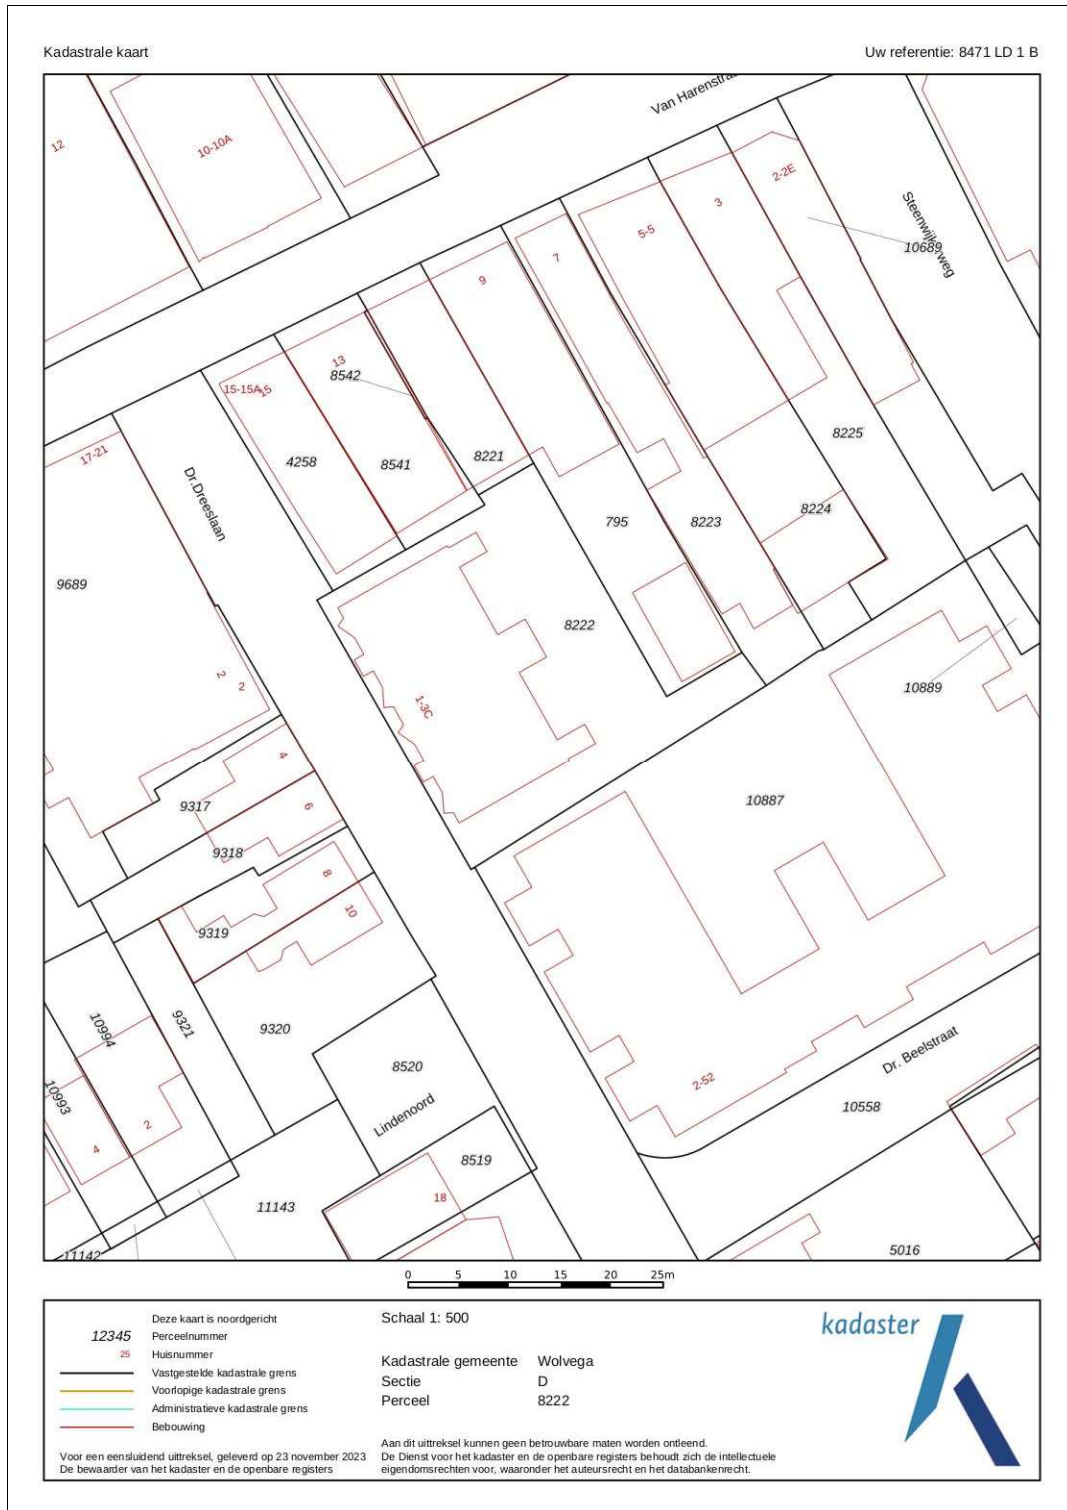 Kadastrale kaart
Uw referentie: 8471 LD 1 B
Van Harenstraa
12
10-10A
2-2E
3
5-5
7
9
Steenwijkerweg
10689
13
8542
15-15A
15
17-21
4258
8541
8221
8225
Dr.Dreeslaan
795
8223
8224
9689
8222
2
2
1-3C
10889
4
9317
6
10887
9318
8
10
9319
10994
9321
9320
8520
Dr. Beelstraat
10993
2-52
Lindenoord
10558
2
4
8519
18
11143
11142
5016
0 5 10 15 20 25m
Deze kaart is noordgericht
12345 Perceelnummer
25 Huisnummer
Vastgestelde kadastrale grens
Voorlopige kadastrale grens
Administratieve kadastrale grens
Bebouwing
Voor een eensluidend uittreksel, geleverd op 23 november 2023
De bewaarder van het kadaster en de openbare registers
Schaal 1: 500
Kadastrale gemeente Wolvega
Sectie D
Perceel 8222
Aan dit uittreksel kunnen geen betrouwbare maten worden ontleend.
De Dienst voor het kadaster en de openbare registers behoudt zich de intellectuele
eigendomsrechten voor, waaronder het auteursrecht en het databankenrecht.
kadaster